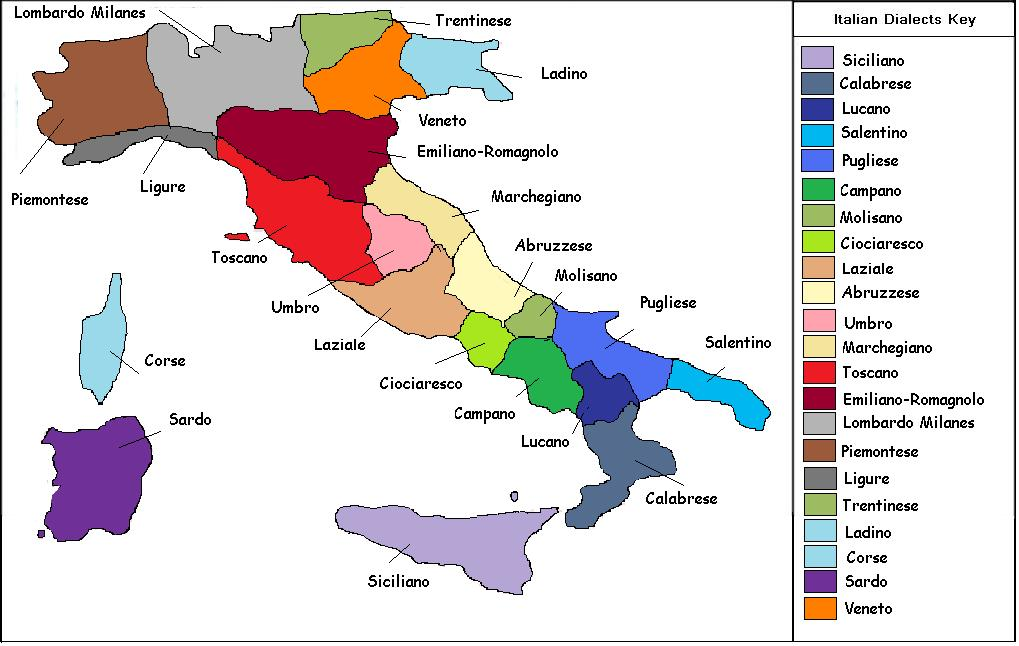 Lombardo Milanes
Trentinese
Ladino
Veneto
Emiliano-Romagnolo
Ligure
Piemontese
Marchegiano
Toscano
Abruzzese
Molisano
Umbro
Pugliese
Laziale
Salentino
Corse
Ciociaresco
Campano
Sardo
Lucano
Calabrese
Siciliano
Italian Dialects Key
Siciliano
Calabrese
Lucano
Salentino
Pugliese
Campano
Molisano
Ciociaresco
Laziale
Abruzzese
Umbro
Marchegiano
Toscano
Emiliano-Romagnolo
Lombardo Milanes
Piemontese
Ligure
Trentinese
Ladino
Corse
Sardo
Veneto